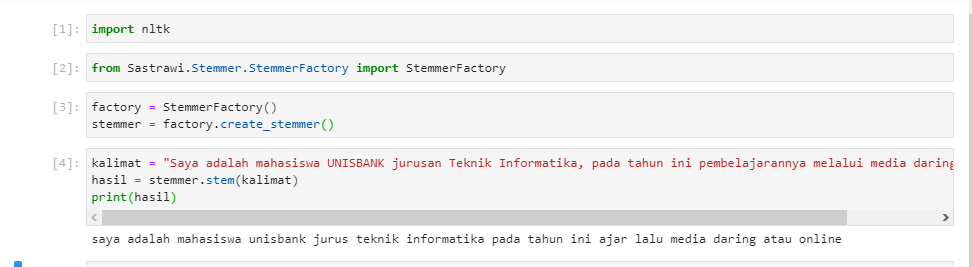 [1]: import nltk
[2]: from Sastrawi.Stemmer.StemmerFactory import StemmerFactory
[3]: factory = StemmerFactory()
stemmer = factory.create_stemmer()
[4]: kalimat = "Saya adalah mahasiswa UNISBANK jurusan Teknik Informatika, pada tahun ini pembelajarannya melalui media daring
hasil = stemmer.stem(kalimat)
print(hasil)
saya adalah mahasiswa unisbank jurus teknik informatika pada tahun ini ajar lalu media daring atau online